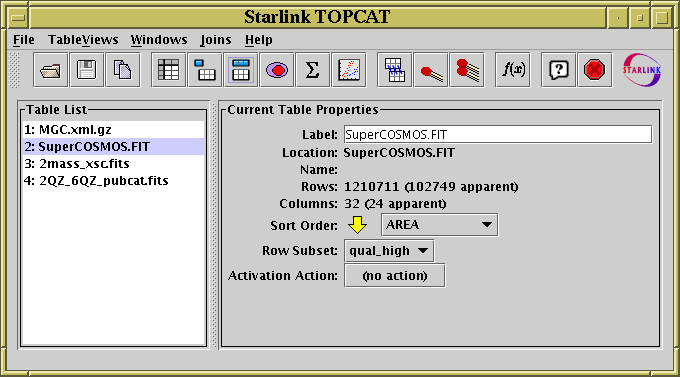 Starlink TOPCAT
File TableViews Windows Joins Help
Σ f(x) ? STARLINK
Table List
1: MGC.xml.gz
2: SuperCOSMOS.FIT
3: 2mass_xsc.fits
4: 2QZ_6QZ_pubcat.fits
Current Table Properties
Label: SuperCOSMOS.FIT
Location: SuperCOSMOS.FIT
Name:
Rows: 1210711 (102749 apparent)
Columns: 32 (24 apparent)
Sort Order: AREA
Row Subset: qual_high
Activation Action: (no action)